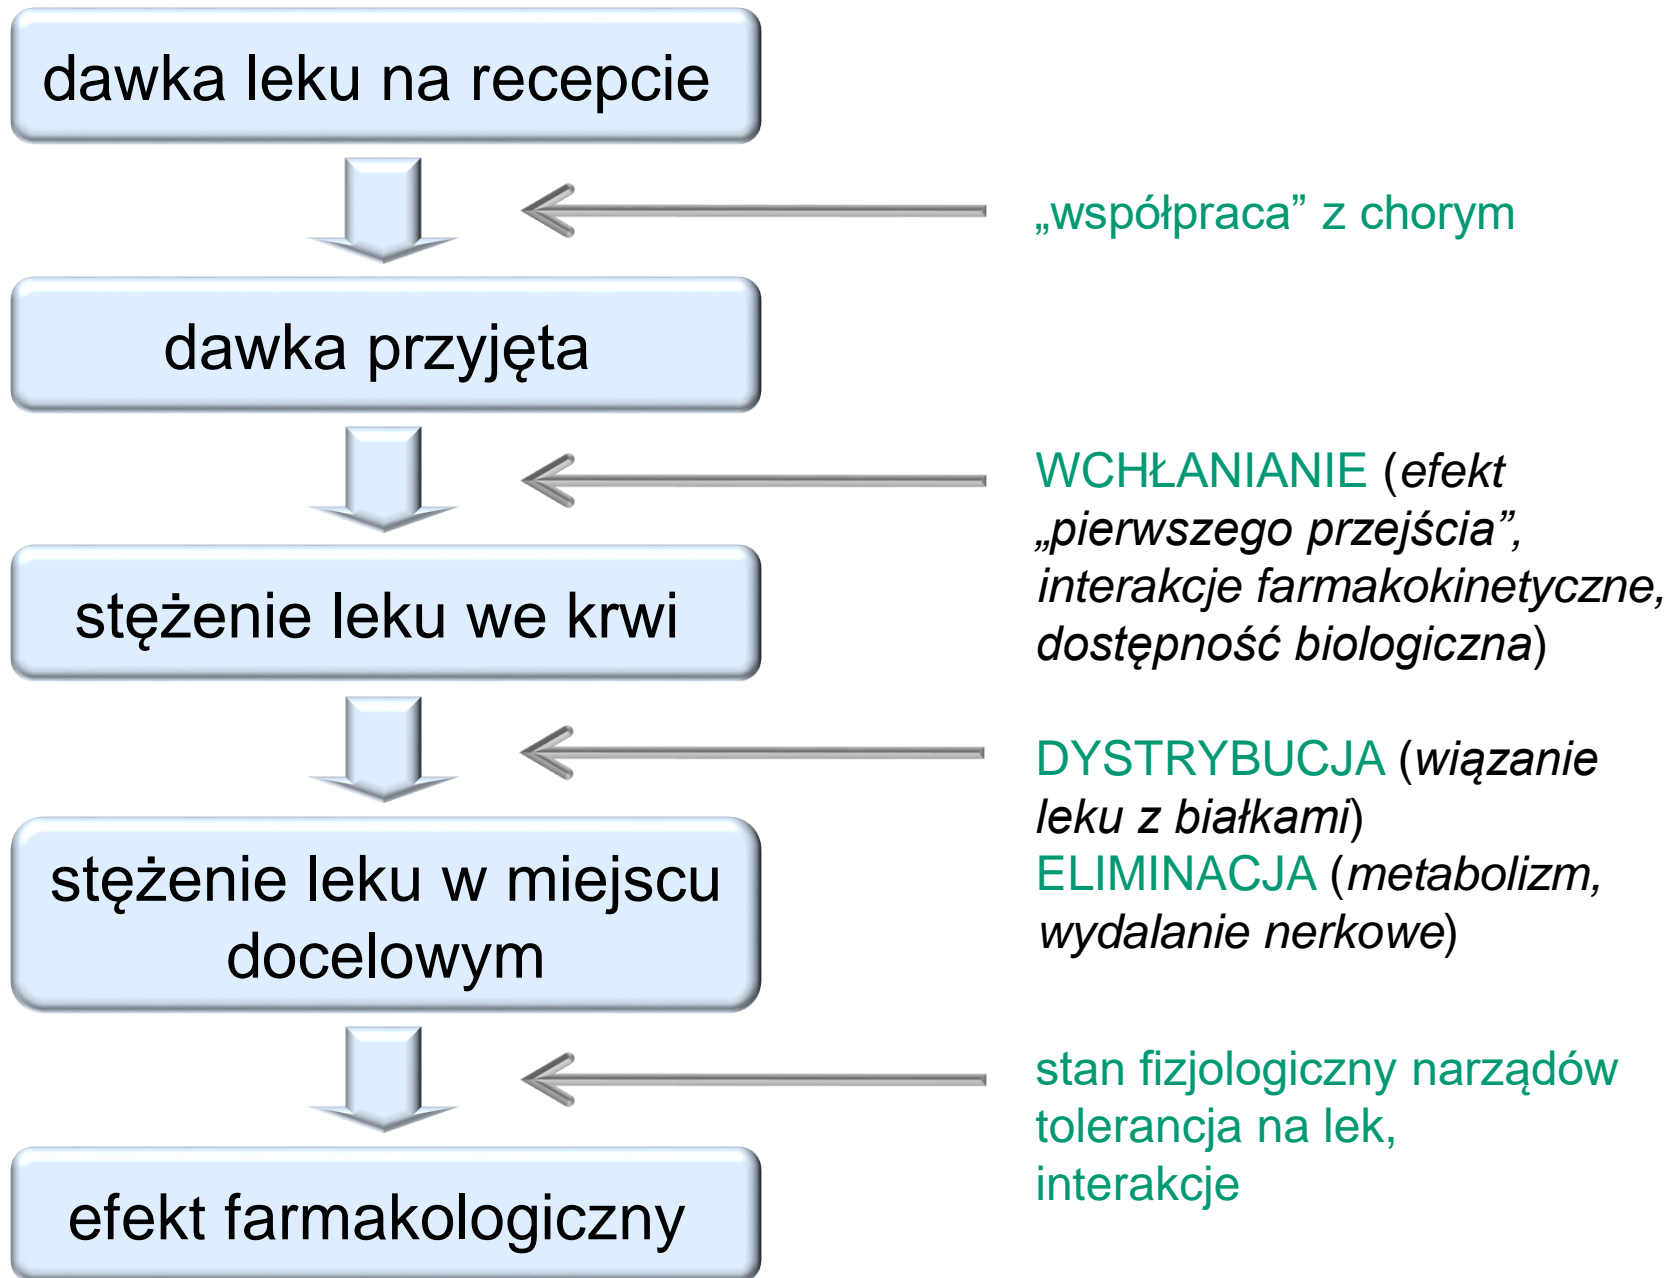 dawka leku na recepcie
„współpraca” z chorym
dawka przyjęta
WCHŁANIANIE (efekt
„pierwszego przejścia”,
interakcje farmakokinetyczne,
dostępność biologiczna)
stężenie leku we krwi
DYSTRYBUCJA (wiązanie
leku z białkami)
ELIMINACJA (metabolizm,
wydalanie nerkowe)
stężenie leku w miejscu
docelowym
stan fizjologiczny narządów
tolerancja na lek,
interakcje
efekt farmakologiczny